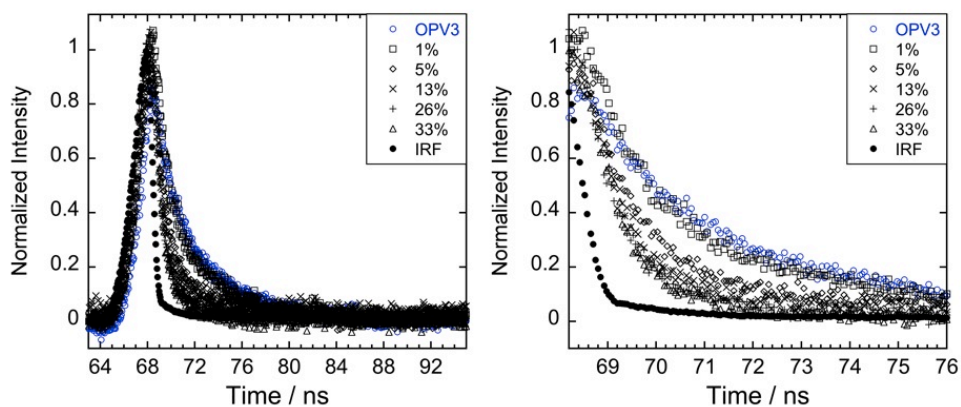 1
0.8
0.6
0.4
0.2
0
Normalized Intensity
64 68 72 76 80 84 88 92
Time / ns
OPV3
1%
5%
13%
26%
33%
IRF
1
0.8
0.6
0.4
0.2
0
Normalized Intensity
69 70 71 72 73 74 75 76
Time / ns
OPV3
1%
5%
13%
26%
33%
IRF